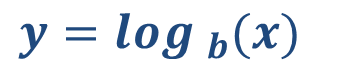 y = log b(x)